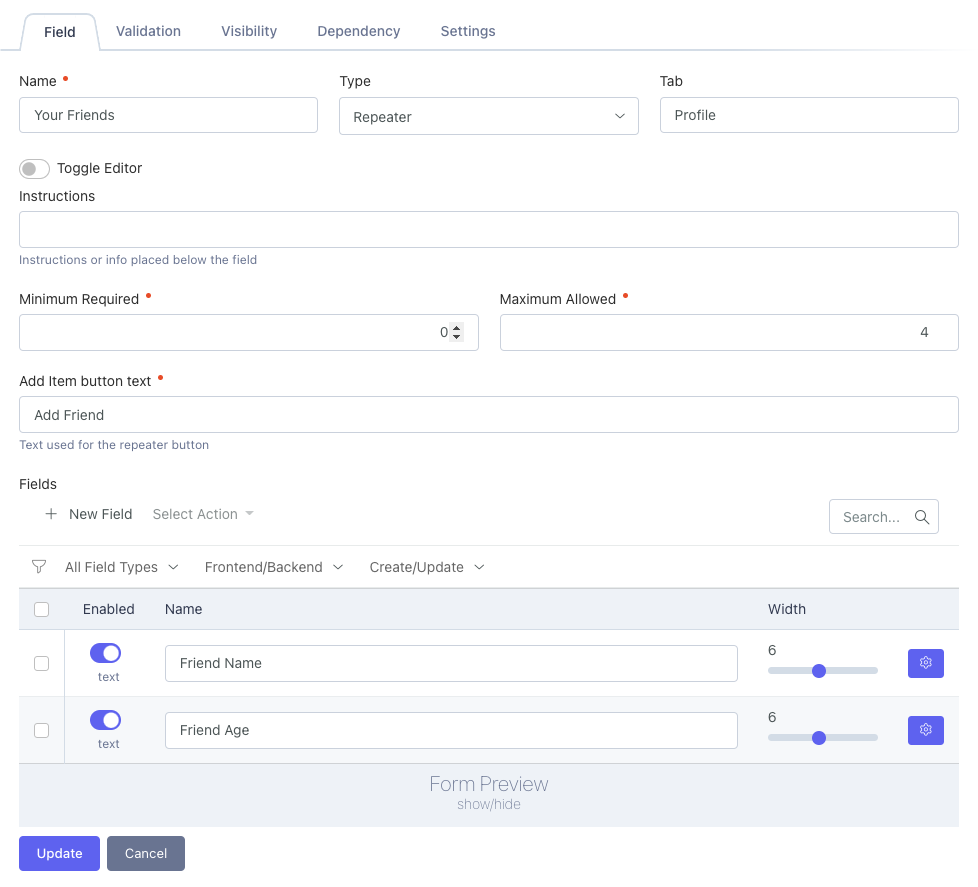 Field Validation Visibility Dependency Settings
Name • Type Tab
Your Friends Repeater Profile
Toggle Editor
Instructions
Instructions or info placed below the field
Minimum Required • Maximum Allowed •
0 4
Add Item button text •
Add Friend
Text used for the repeater button
Fields
+ New Field Select Action Search...
All Field Types Frontend/Backend Create/Update
Enabled Name Width
6
Friend Name
text
6
Friend Age
text
Form Preview
show/hide
Update Cancel